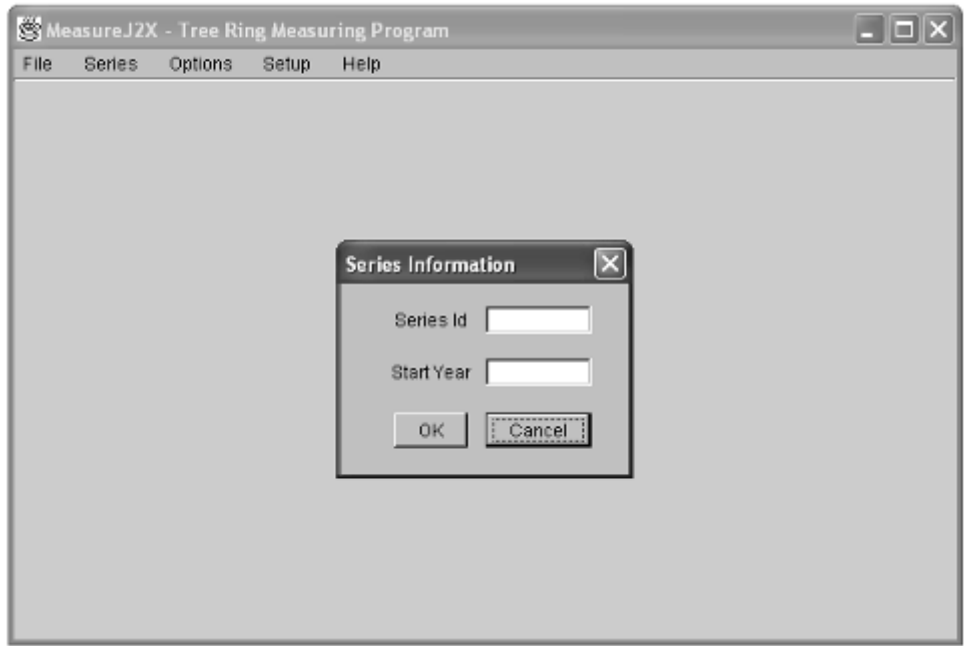 MeasureJ2X - Tree Ring Measuring Program
File Series Options Setup Help
Series Information
Series Id
Start Year
OK Cancel